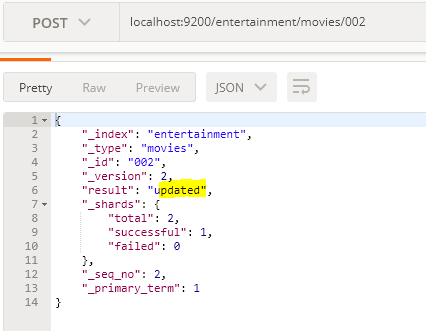 POST localhost:9200/entertainment/movies/002
Pretty Raw Preview JSON
1 {
2 "_index": "entertainment",
3 "_type": "movies",
4 "_id": "002",
5 "_version": 2,
6 "result": "updated",
7 "_shards": {
8 "total": 2,
9 "successful": 1,
10 "failed": 0
11 },
12 "_seq_no": 2,
13 "_primary_term": 1
14 }